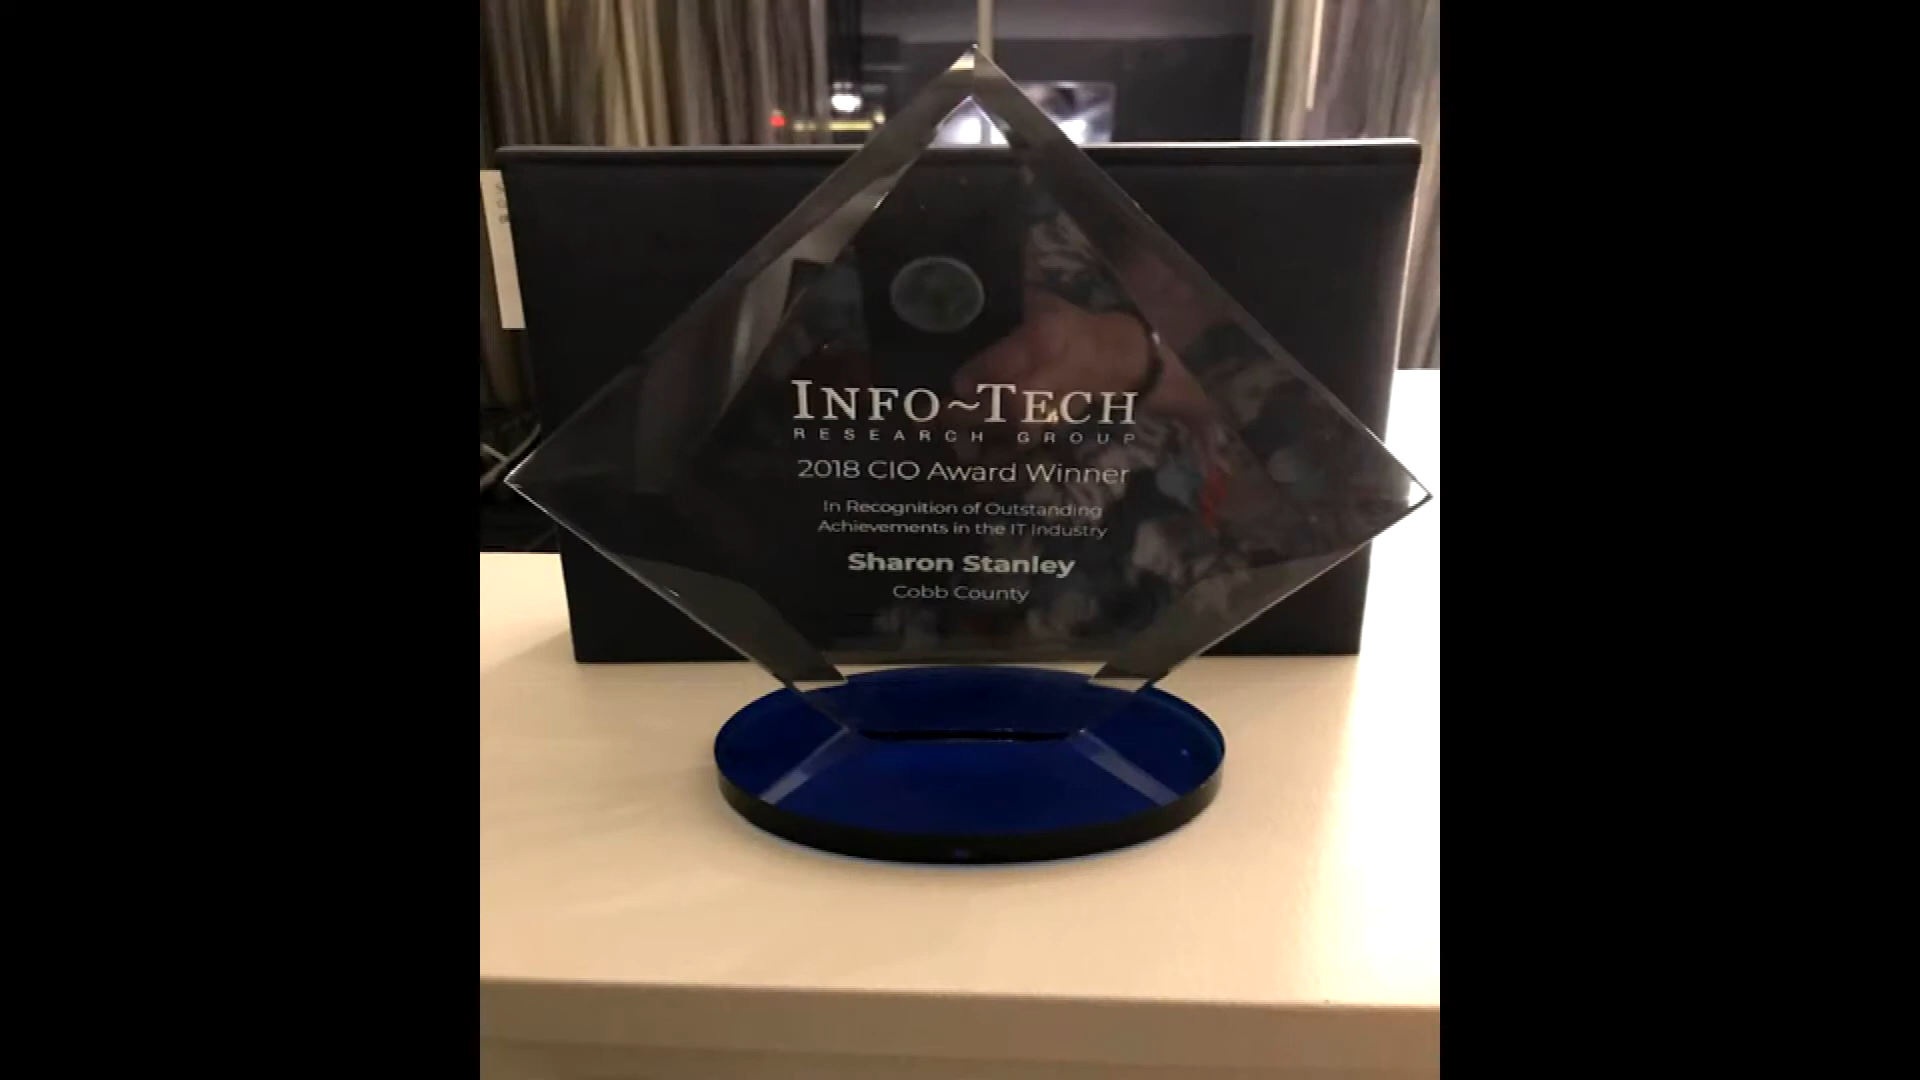 INFO~TECH
RESEARCH GROUP
2018 CIO Award Winner
In Recognition of Outstanding
Achievements in the IT Industry
Sharon Stanley
Cobb County